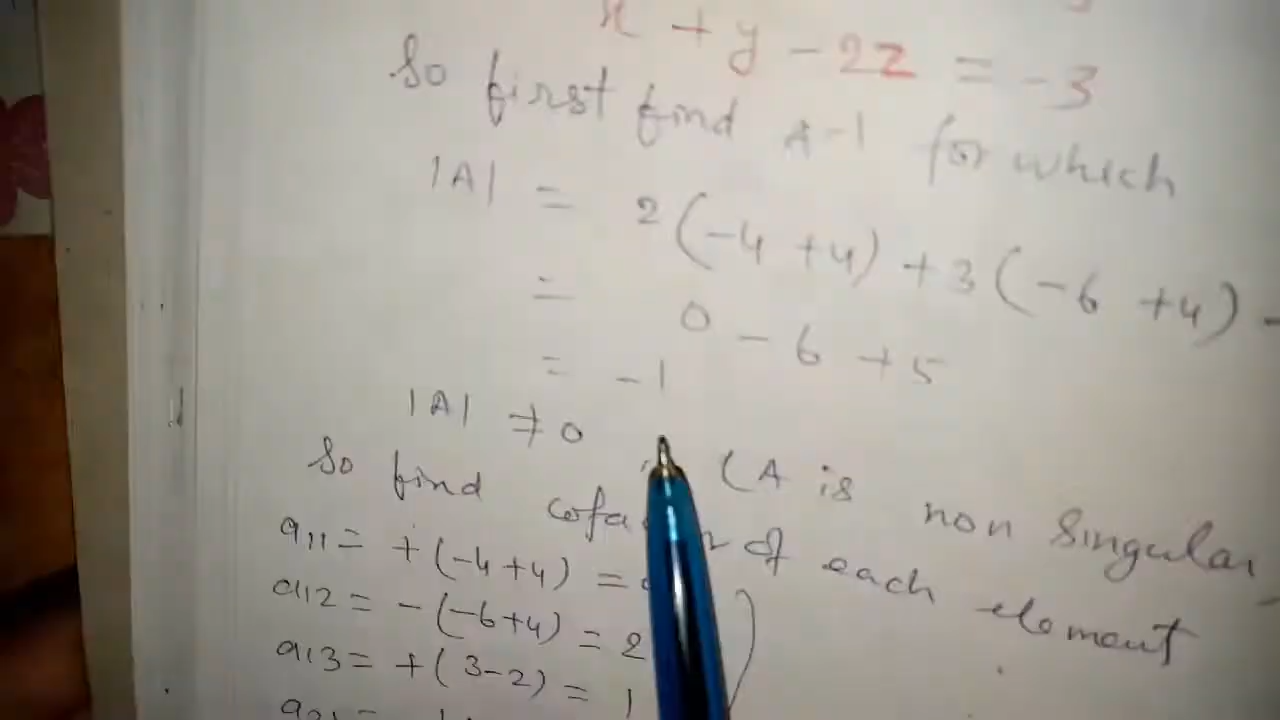 x + y - 2z = -3
So first find A-1 for which
|A| = 2(-4 +4) +3(-6 +4) -
= 0 - 6 +5
= -1
|A| ≠ 0 (A is non Singular
So find of each element
a11 = +(-4+4) =
a12 = -(-6+4) = 2
a13 = +(3-2) = 1